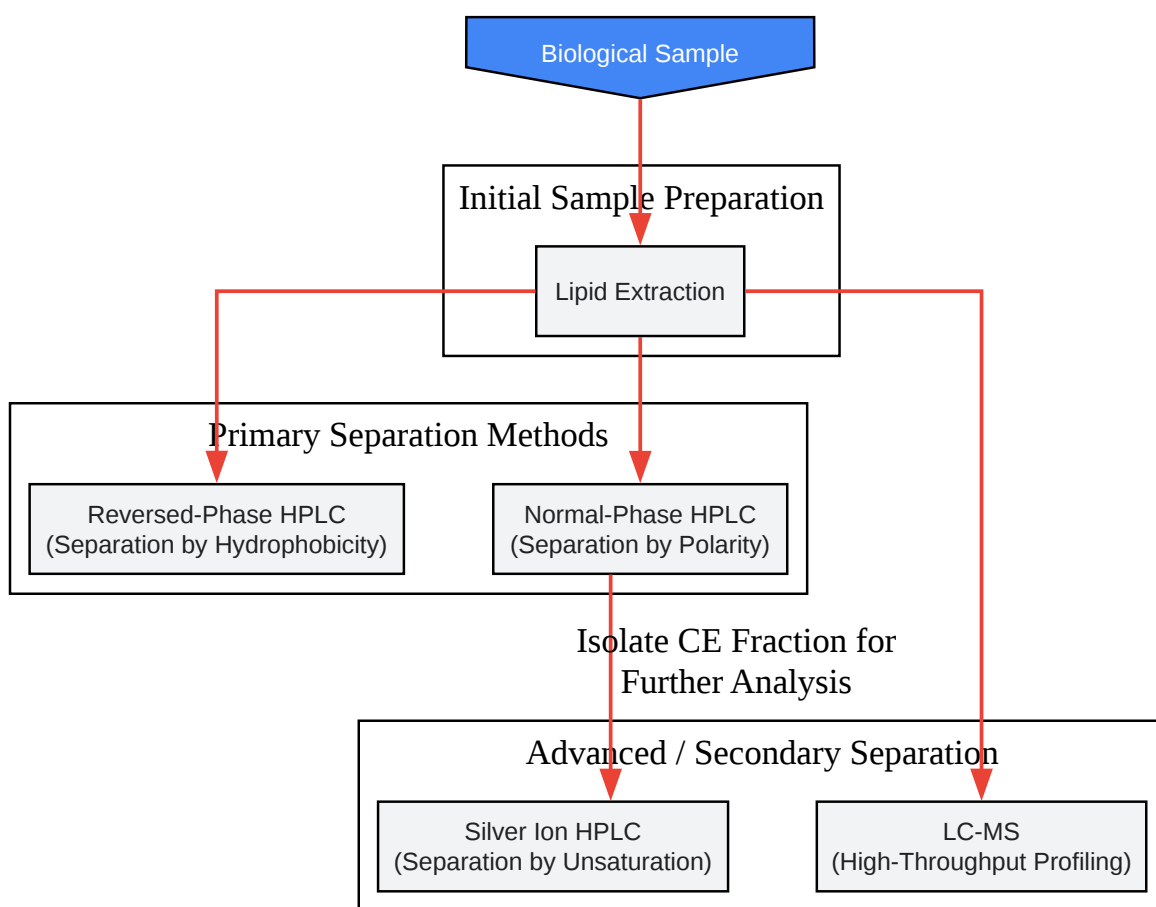 Biological Sample
Initial Sample Preparation
Lipid Extraction
Primary Separation Methods
Reversed-Phase HPLC
(Separation by Hydrophobicity)
Normal-Phase HPLC
(Separation by Polarity)
Isolate CE Fraction for
Further Analysis
Advanced / Secondary Separation
Silver Ion HPLC
(Separation by Unsaturation)
LC-MS
(High-Throughput Profiling)